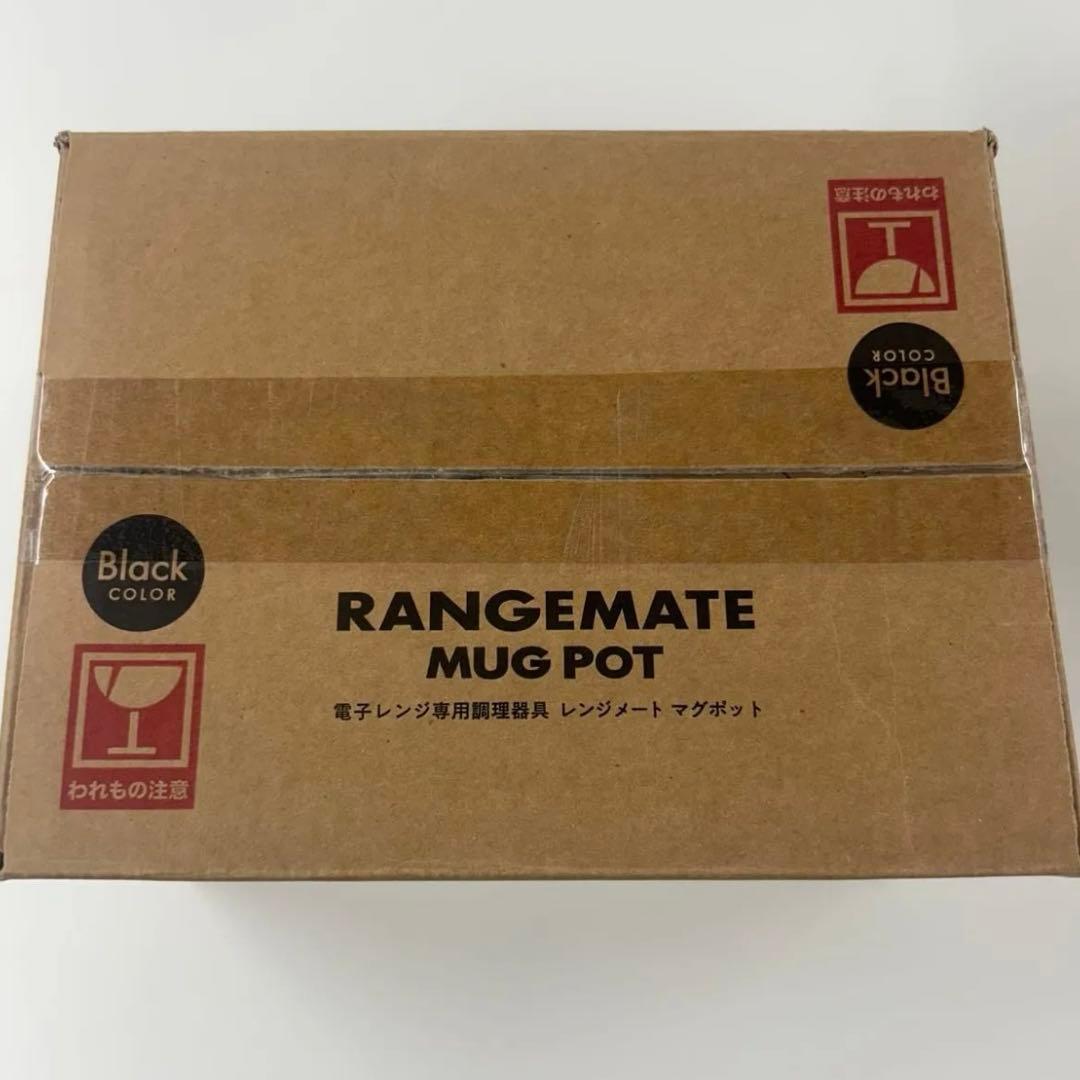 われもの注意
Black
COLOR
Black
COLOR
RANGEMATE
MUG POT
電子レンジ専用調理器具 レンジメート マグポット
われもの注意